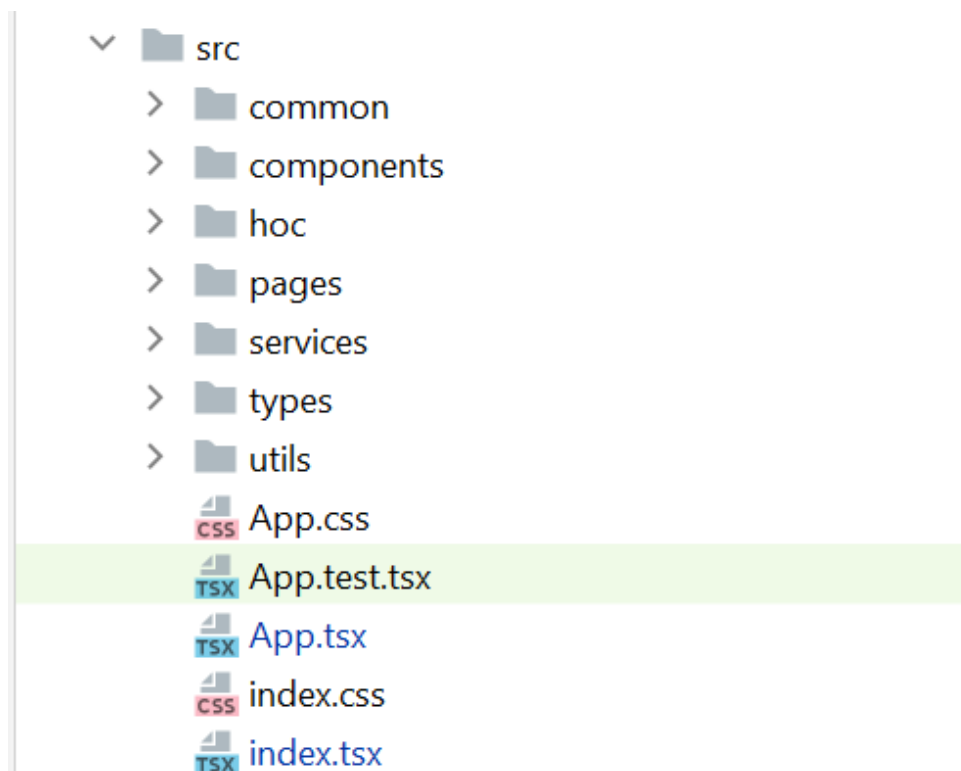 src
common
components
hoc
pages
services
types
utils
CSS App.css
TSX App.test.tsx
TSX App.tsx
CSS index.css
TSX index.tsx